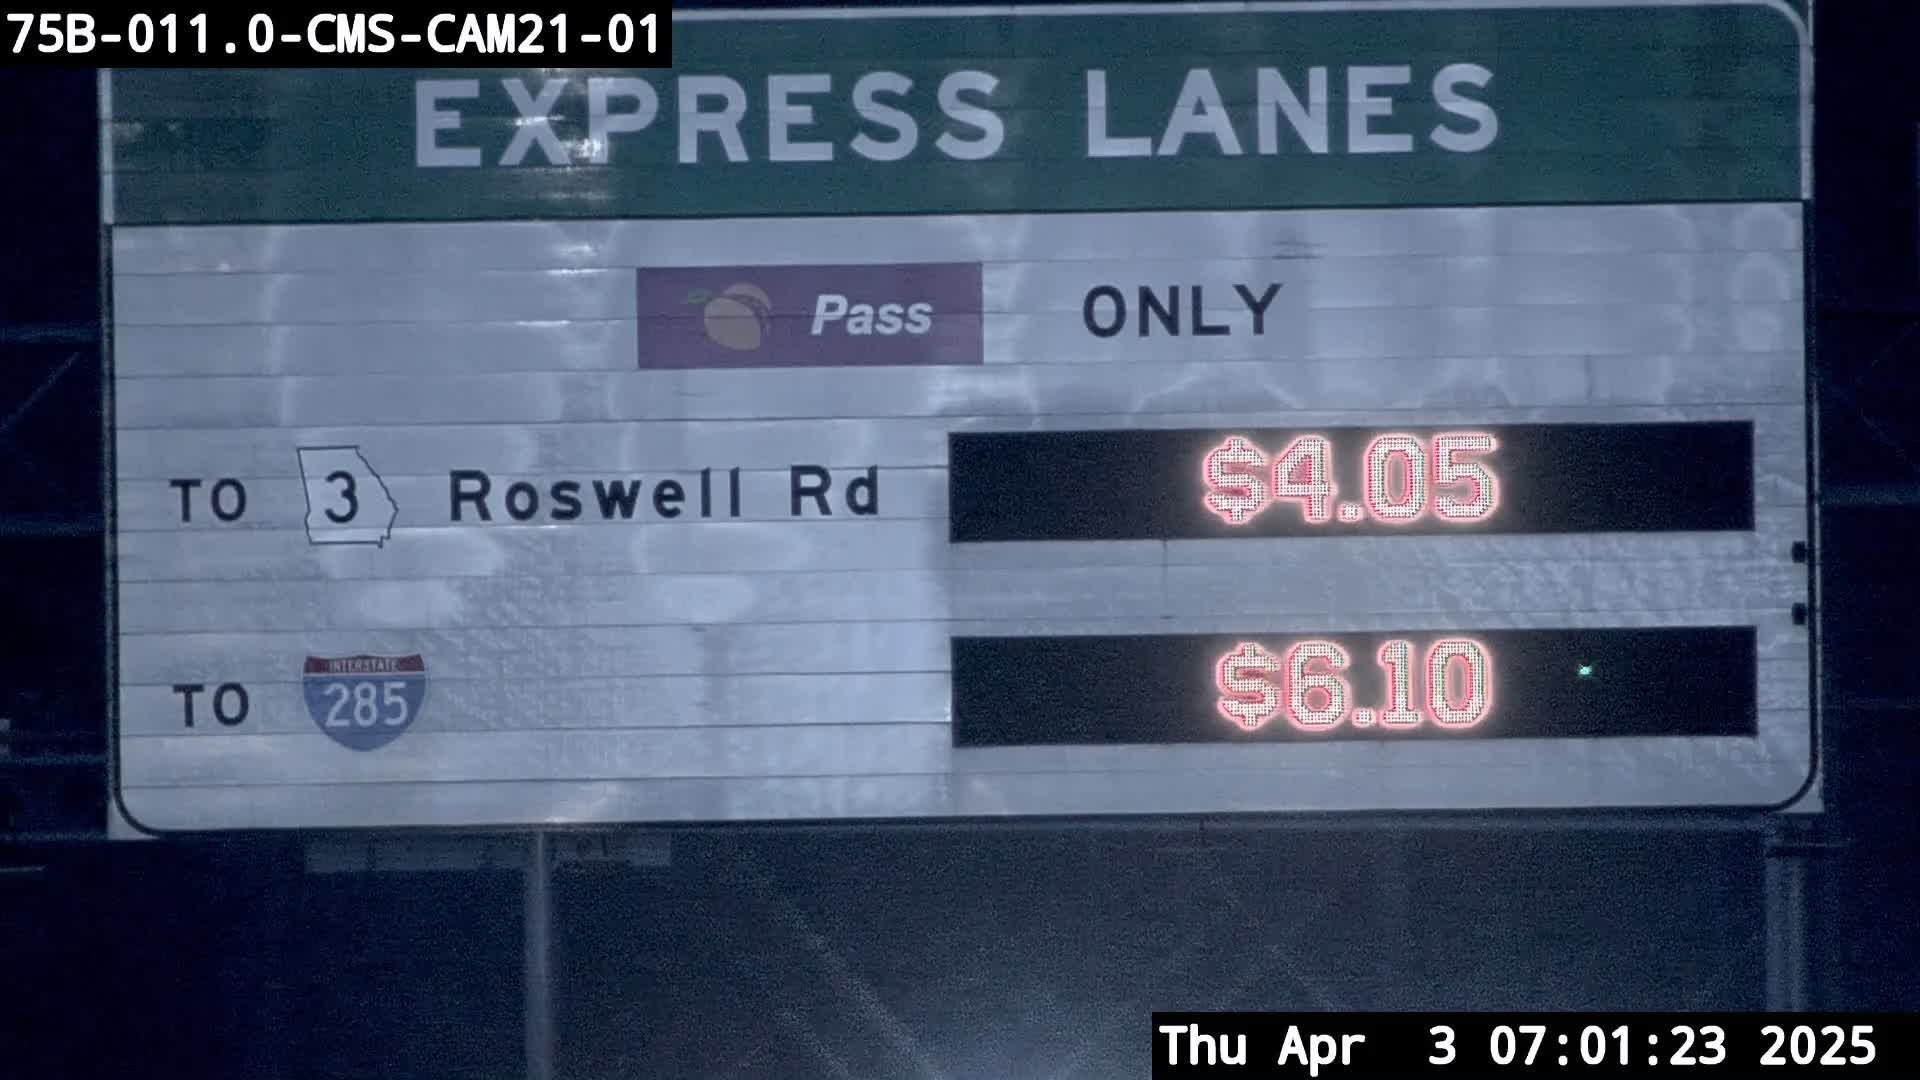 75B-011.0-CMS-CAM21-01
EXPRESS LANES
Pass ONLY
TO 3 Roswell Rd $4.05
TO INTERSTATE 285 $6.10
Thu Apr 3 07:01:23 2025